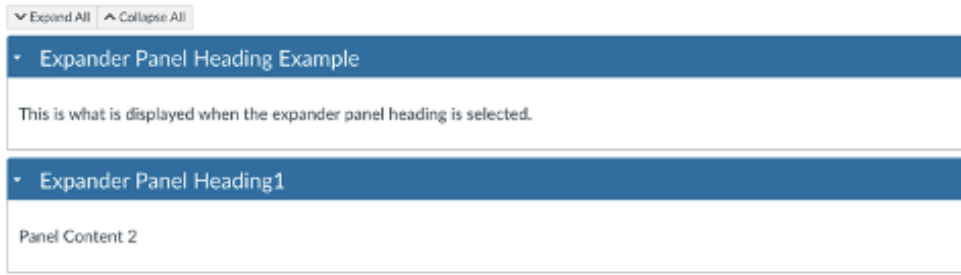 Expand All Collapse All
Expander Panel Heading Example
This is what is displayed when the expander panel heading is selected.
Expander Panel Heading1
Panel Content 2